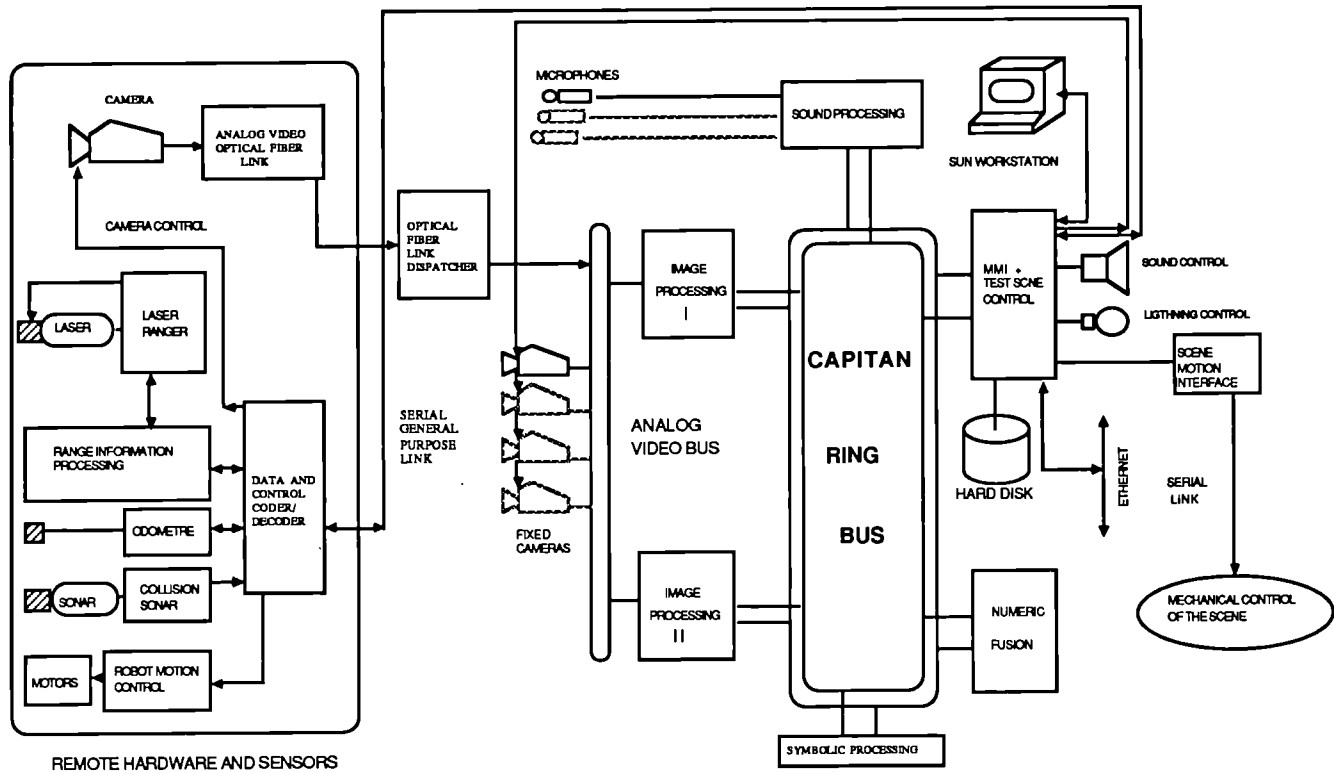 MICROPHONES
CAMERA
ANALOG VIDEO
OPTICAL FIBER
LINK
SOUND PROCESSING
SUN WORKSTATION
CAMERA CONTROL
OPTICAL
FIBER
LINK
DISPATCHER
IMAGE
PROCESSING
I
MMI +
TEST SCNE
CONTROL
SOUND CONTROL
LIGTHNING CONTROL
LASER
LASER
RANGER
SCENE
MOTION
INTERFACE
CAPITAN
RING
BUS
SERIAL
GENERAL
PURPOSE
LINK
ANALOG
VIDEO BUS
RANGE INFORMATION
PROCESSING
DATA AND
CONTROL
CODER/
DECODER
HARD DISK
ETHERNET
SERIAL
LINK
ODOMETRE
FIXED
CAMERAS
SONAR
COLLISION
SONAR
IMAGE
PROCESSING
II
NUMERIC
FUSION
MECHANICAL CONTROL
OF THE SCENE
MOTORS
ROBOT MOTION
CONTROL
SYMBOLIC PROCESSING
REMOTE HARDWARE AND SENSORS